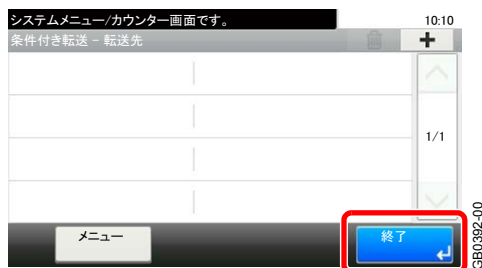 システムメニュー/カウンター画面です。
10:10
条件付き転送 - 転送先
1/1
メニュー
終了
GB0392-00